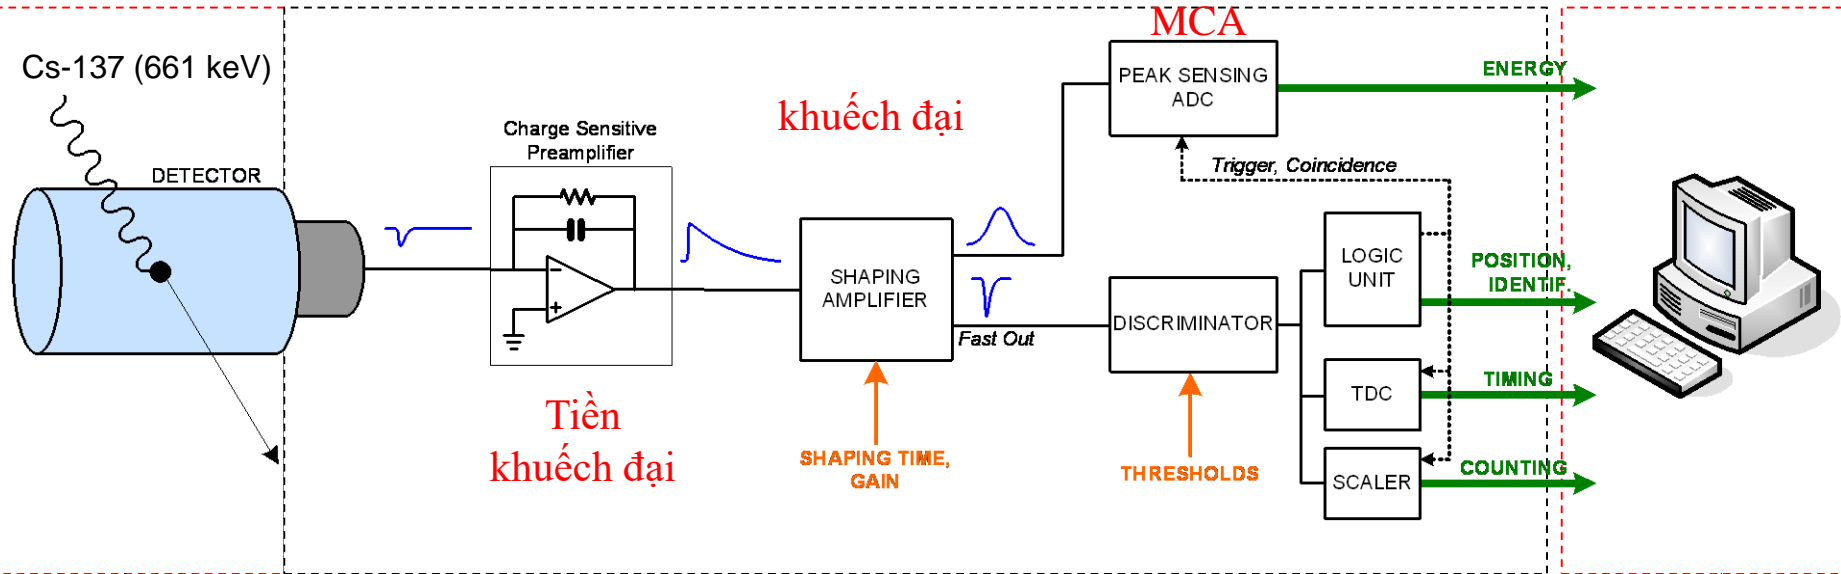 MCA
Cs-137 (661 keV)
DETECTOR
Charge Sensitive
Preamplifier
Tiền
khuếch đại
khuếch đại
SHAPING
AMPLIFIER
Fast Out
SHAPING TIME,
GAIN
PEAK SENSING
ADC
Trigger, Coincidence
DISCRIMINATOR
THRESHOLDS
LOGIC
UNIT
TDC
SCALER
ENERGY
POSITION,
IDENTIF.
TIMING
COUNTING